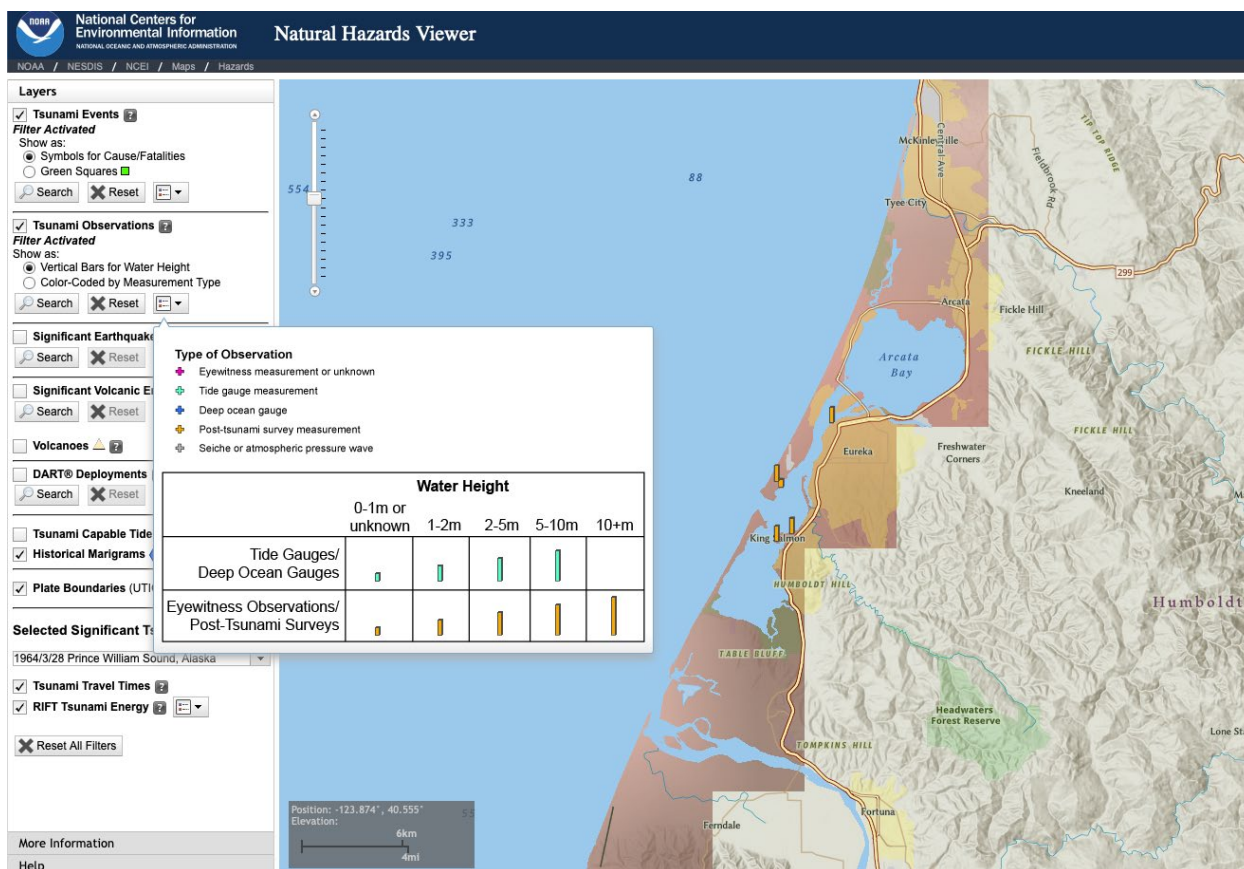 NOAA
National Centers for
Environmental Information
NATIONAL OCEANIC AND ATMOSPHERIC ADMINISTRATION
Natural Hazards Viewer
NOAA / NESDIS / NCEI / Maps / Hazards
Layers
Tsunami Events ?
Filter Activated
Show as:
Symbols for Cause/Fatalities
Green Squares
Search Reset
Tsunami Observations ?
Filter Activated
Show as:
Vertical Bars for Water Height
Color-Coded by Measurement Type
Search Reset
Significant Earthquake
Search Reset
Significant Volcanic E
Search Reset
Volcanoes ?
DART® Deployments
Search Reset
Tsunami Capable Tide
Historical Marigrams
Plate Boundaries (UTI
Selected Significant Ts
1964/3/28 Prince William Sound, Alaska
Tsunami Travel Times ?
RIFT Tsunami Energy ?
Reset All Filters
More Information
Help
Type of Observation
Eyewitness measurement or unknown
Tide gauge measurement
Deep ocean gauge
Post-tsunami survey measurement
Seiche or atmospheric pressure wave
Water Height
0-1m or
unknown 1-2m 2-5m 5-10m 10+m
Tide Gauges/
Deep Ocean Gauges
Eyewitness Observations/
Post-Tsunami Surveys
554
88
333
395
McKinleyville
Central Ave
Fieldbrook Rd
TIP TOP RIDGE
Tyee City
299
Arcata
Fickle Hill
Arcata
Bay
FICKLE HILL
FICKLE HILL
Eureka
Freshwater
Corners
Kneeland
King Salmon
HUMBOLDT HILL
Humboldt
TABLE BLUFF
Headwaters
Forest Reserve
Lone St
TOMPKINS HILL
Fortuna
Ferndale
Position: -123.874°, 40.555°
Elevation:
55
6km
4mi